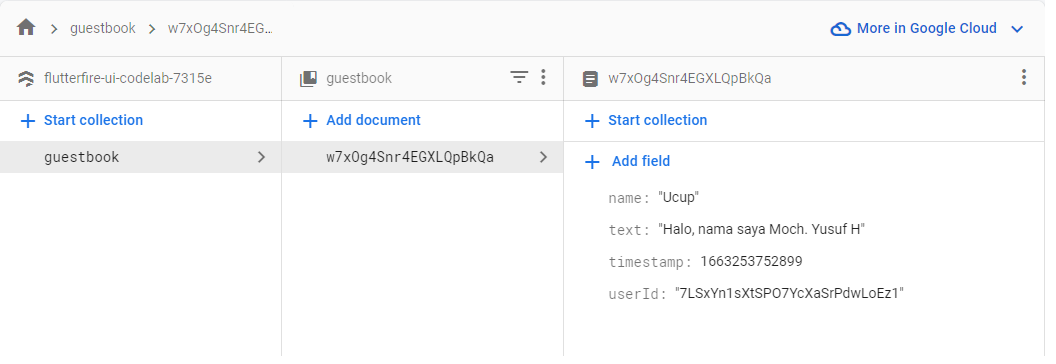 guestbook w7xOg4Snr4EG... More in Google Cloud
flutterfire-ui-codelab-7315e guestbook w7xOg4Snr4EGXLQpBkQa
Start collection Add document Start collection
guestbook w7xOg4Snr4EGXLQpBkQa Add field
name: "Ucup"
text: "Halo, nama saya Moch. Yusuf H"
timestamp: 1663253752899
userId: "7LSxYn1sXtSPO7YcXaSrPdwLoEz1"